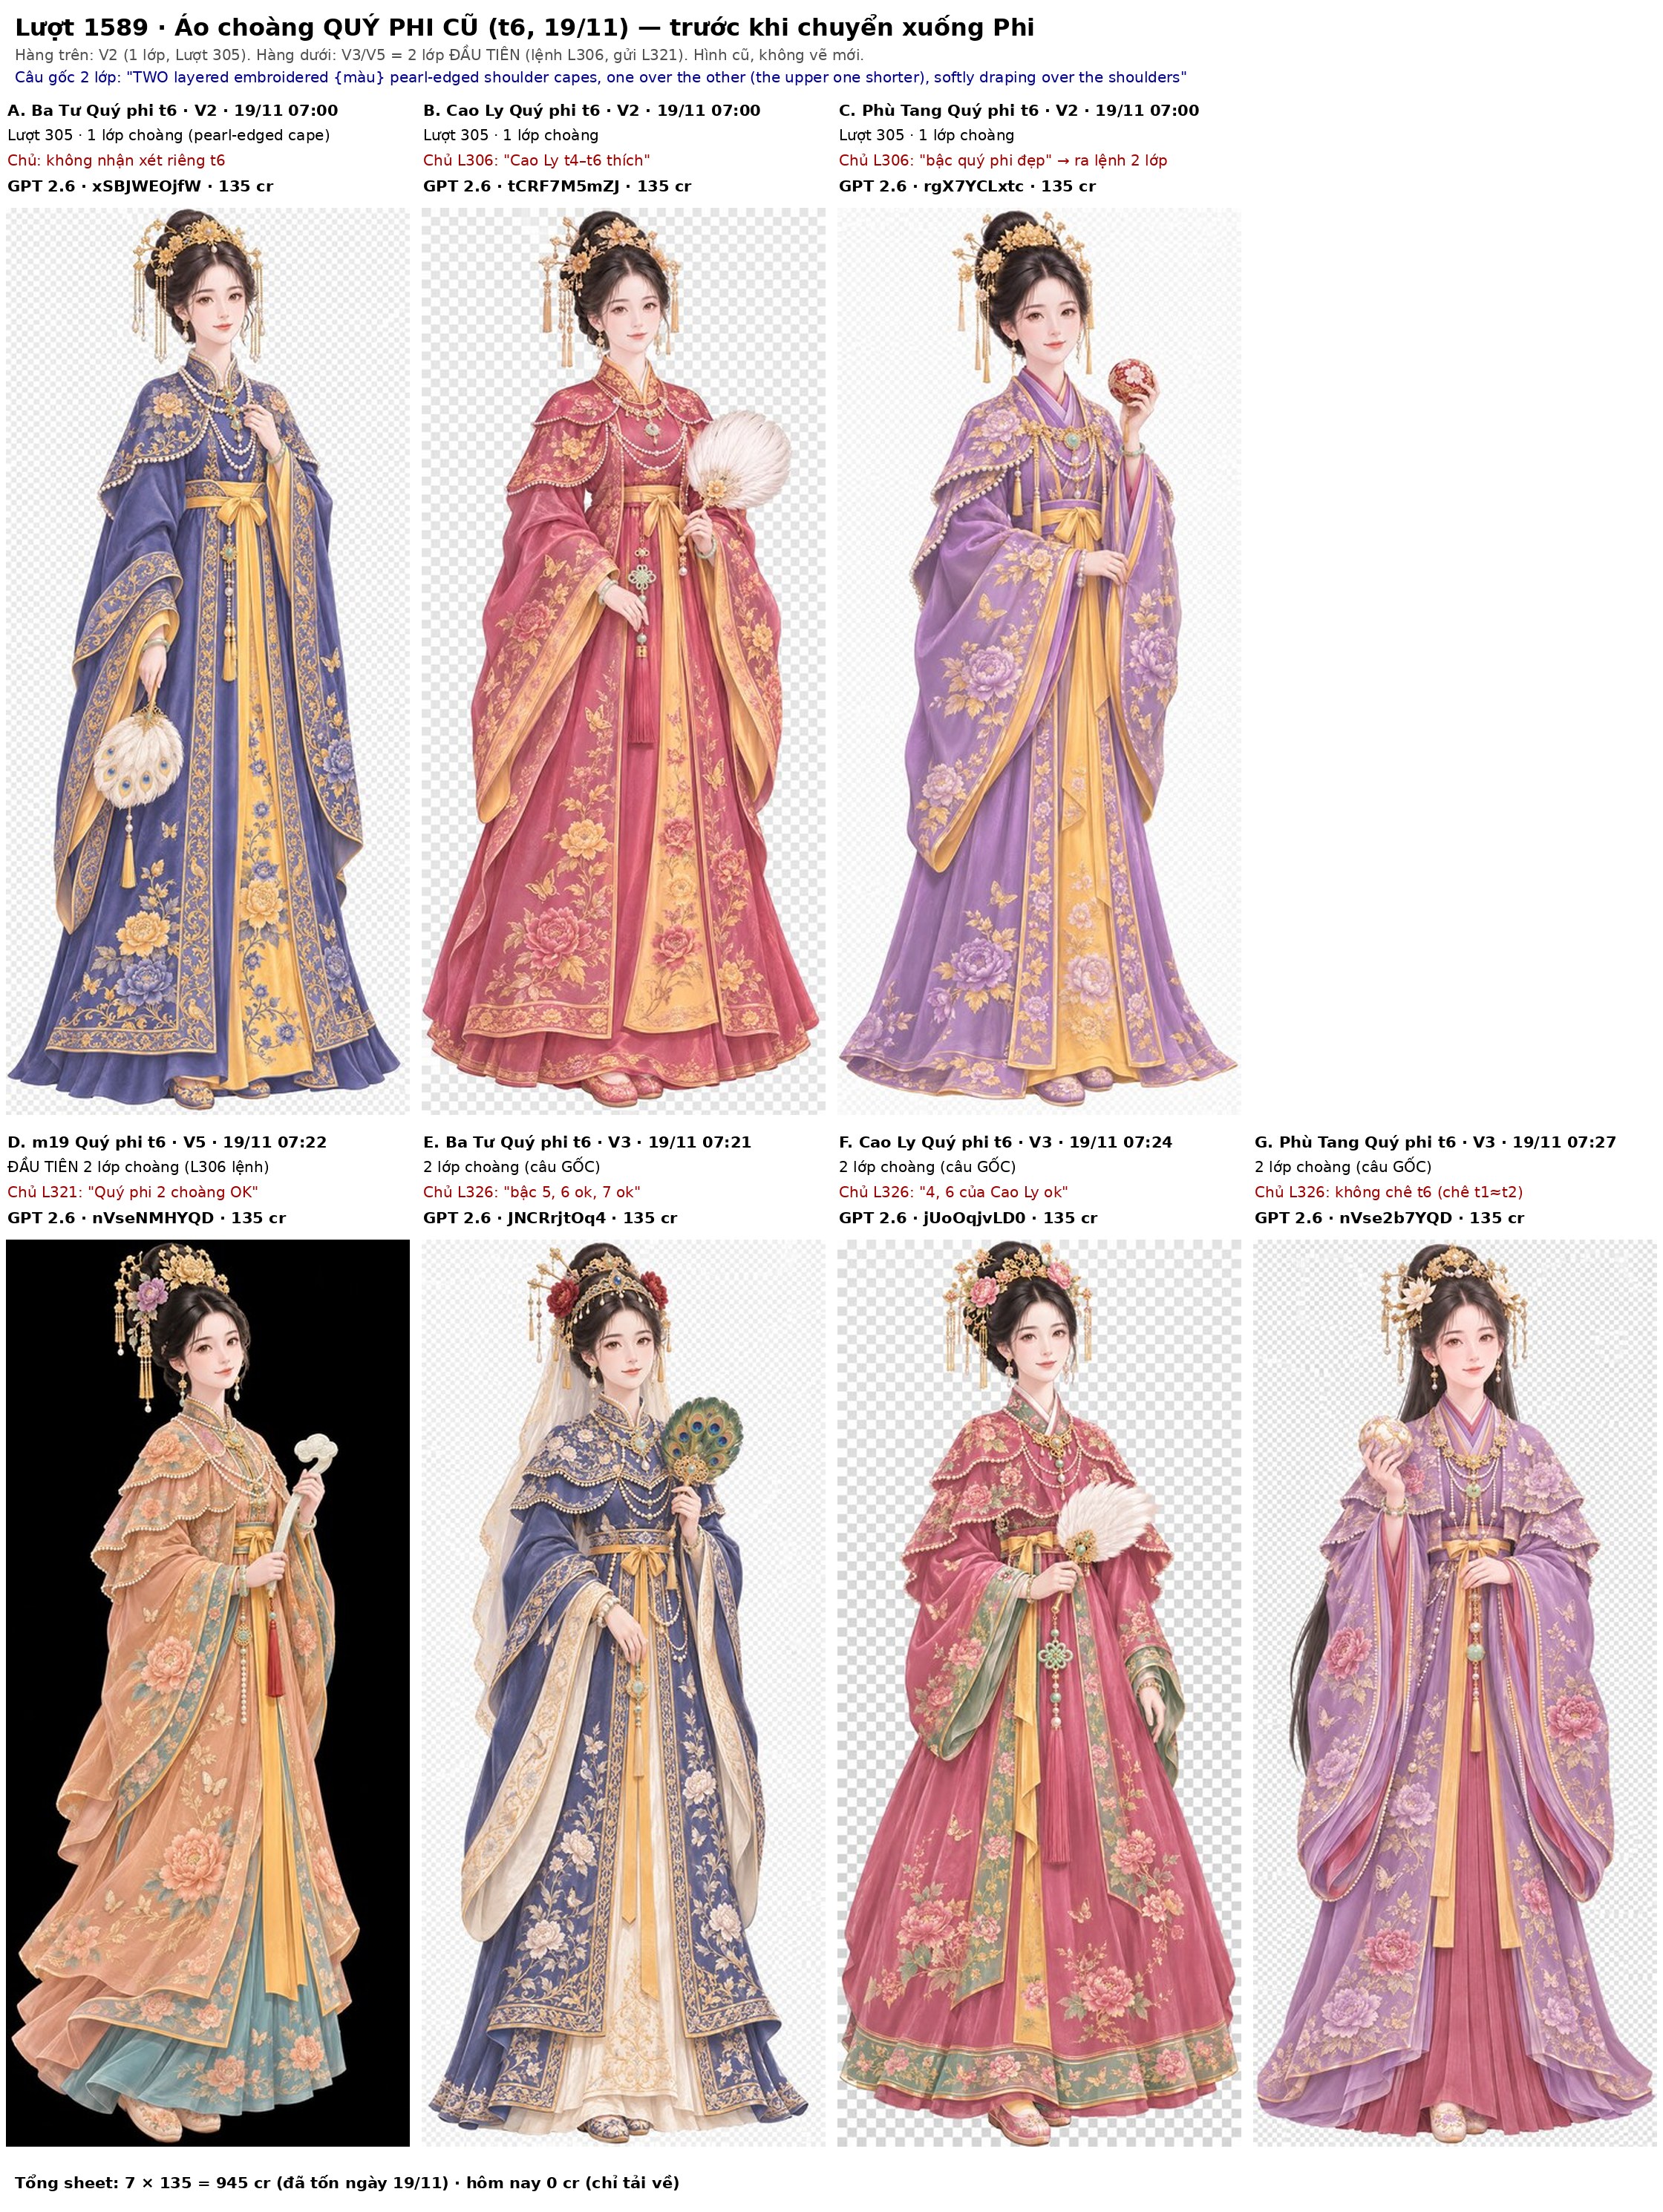 Lượt 1589 · Áo choàng QUÝ PHI CŨ (t6, 19/11) — trước khi chuyển xuống Phi
Hàng trên: V2 (1 lớp, Lượt 305). Hàng dưới: V3/V5 = 2 lớp ĐẦU TIÊN (lệnh L306, gửi L321). Hình cũ, không vẽ mới.
Câu gốc 2 lớp: "TWO layered embroidered {màu} pearl-edged shoulder capes, one over the other (the upper one shorter), softly draping over the shoulders"
A. Ba Tư Quý phi t6 · V2 · 19/11 07:00
Lượt 305 · 1 lớp choàng (pearl-edged cape)
Chủ: không nhận xét riêng t6
GPT 2.6 · xSBJWEOjfW · 135 cr
B. Cao Ly Quý phi t6 · V2 · 19/11 07:00
Lượt 305 · 1 lớp choàng
Chủ L306: "Cao Ly t4–t6 thích"
GPT 2.6 · tCRF7M5mZJ · 135 cr
C. Phù Tang Quý phi t6 · V2 · 19/11 07:00
Lượt 305 · 1 lớp choàng
Chủ L306: "bậc quý phi đẹp" → ra lệnh 2 lớp
GPT 2.6 · rgX7YCLxtc · 135 cr
D. m19 Quý phi t6 · V5 · 19/11 07:22
ĐẦU TIÊN 2 lớp choàng (L306 lệnh)
Chủ L321: "Quý phi 2 choàng OK"
GPT 2.6 · nVseNMHYQD · 135 cr
E. Ba Tư Quý phi t6 · V3 · 19/11 07:21
2 lớp choàng (câu GỐC)
Chủ L326: "bậc 5, 6 ok, 7 ok"
GPT 2.6 · JNCRrjtOq4 · 135 cr
F. Cao Ly Quý phi t6 · V3 · 19/11 07:24
2 lớp choàng (câu GỐC)
Chủ L326: "4, 6 của Cao Ly ok"
GPT 2.6 · jUoOqjvLD0 · 135 cr
G. Phù Tang Quý phi t6 · V3 · 19/11 07:27
2 lớp choàng (câu GỐC)
Chủ L326: không chê t6 (chê t1≈t2)
GPT 2.6 · nVse2b7YQD · 135 cr
Tổng sheet: 7 × 135 = 945 cr (đã tốn ngày 19/11) · hôm nay 0 cr (chỉ tải về)